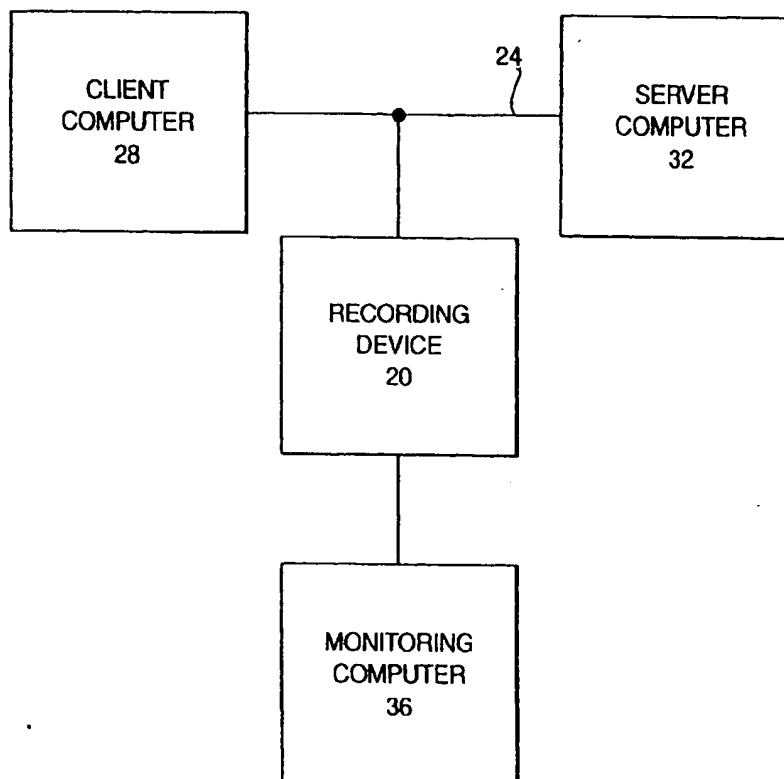 CLIENT
COMPUTER
28
24
SERVER
COMPUTER
32
RECORDING
DEVICE
20
MONITORING
COMPUTER
36